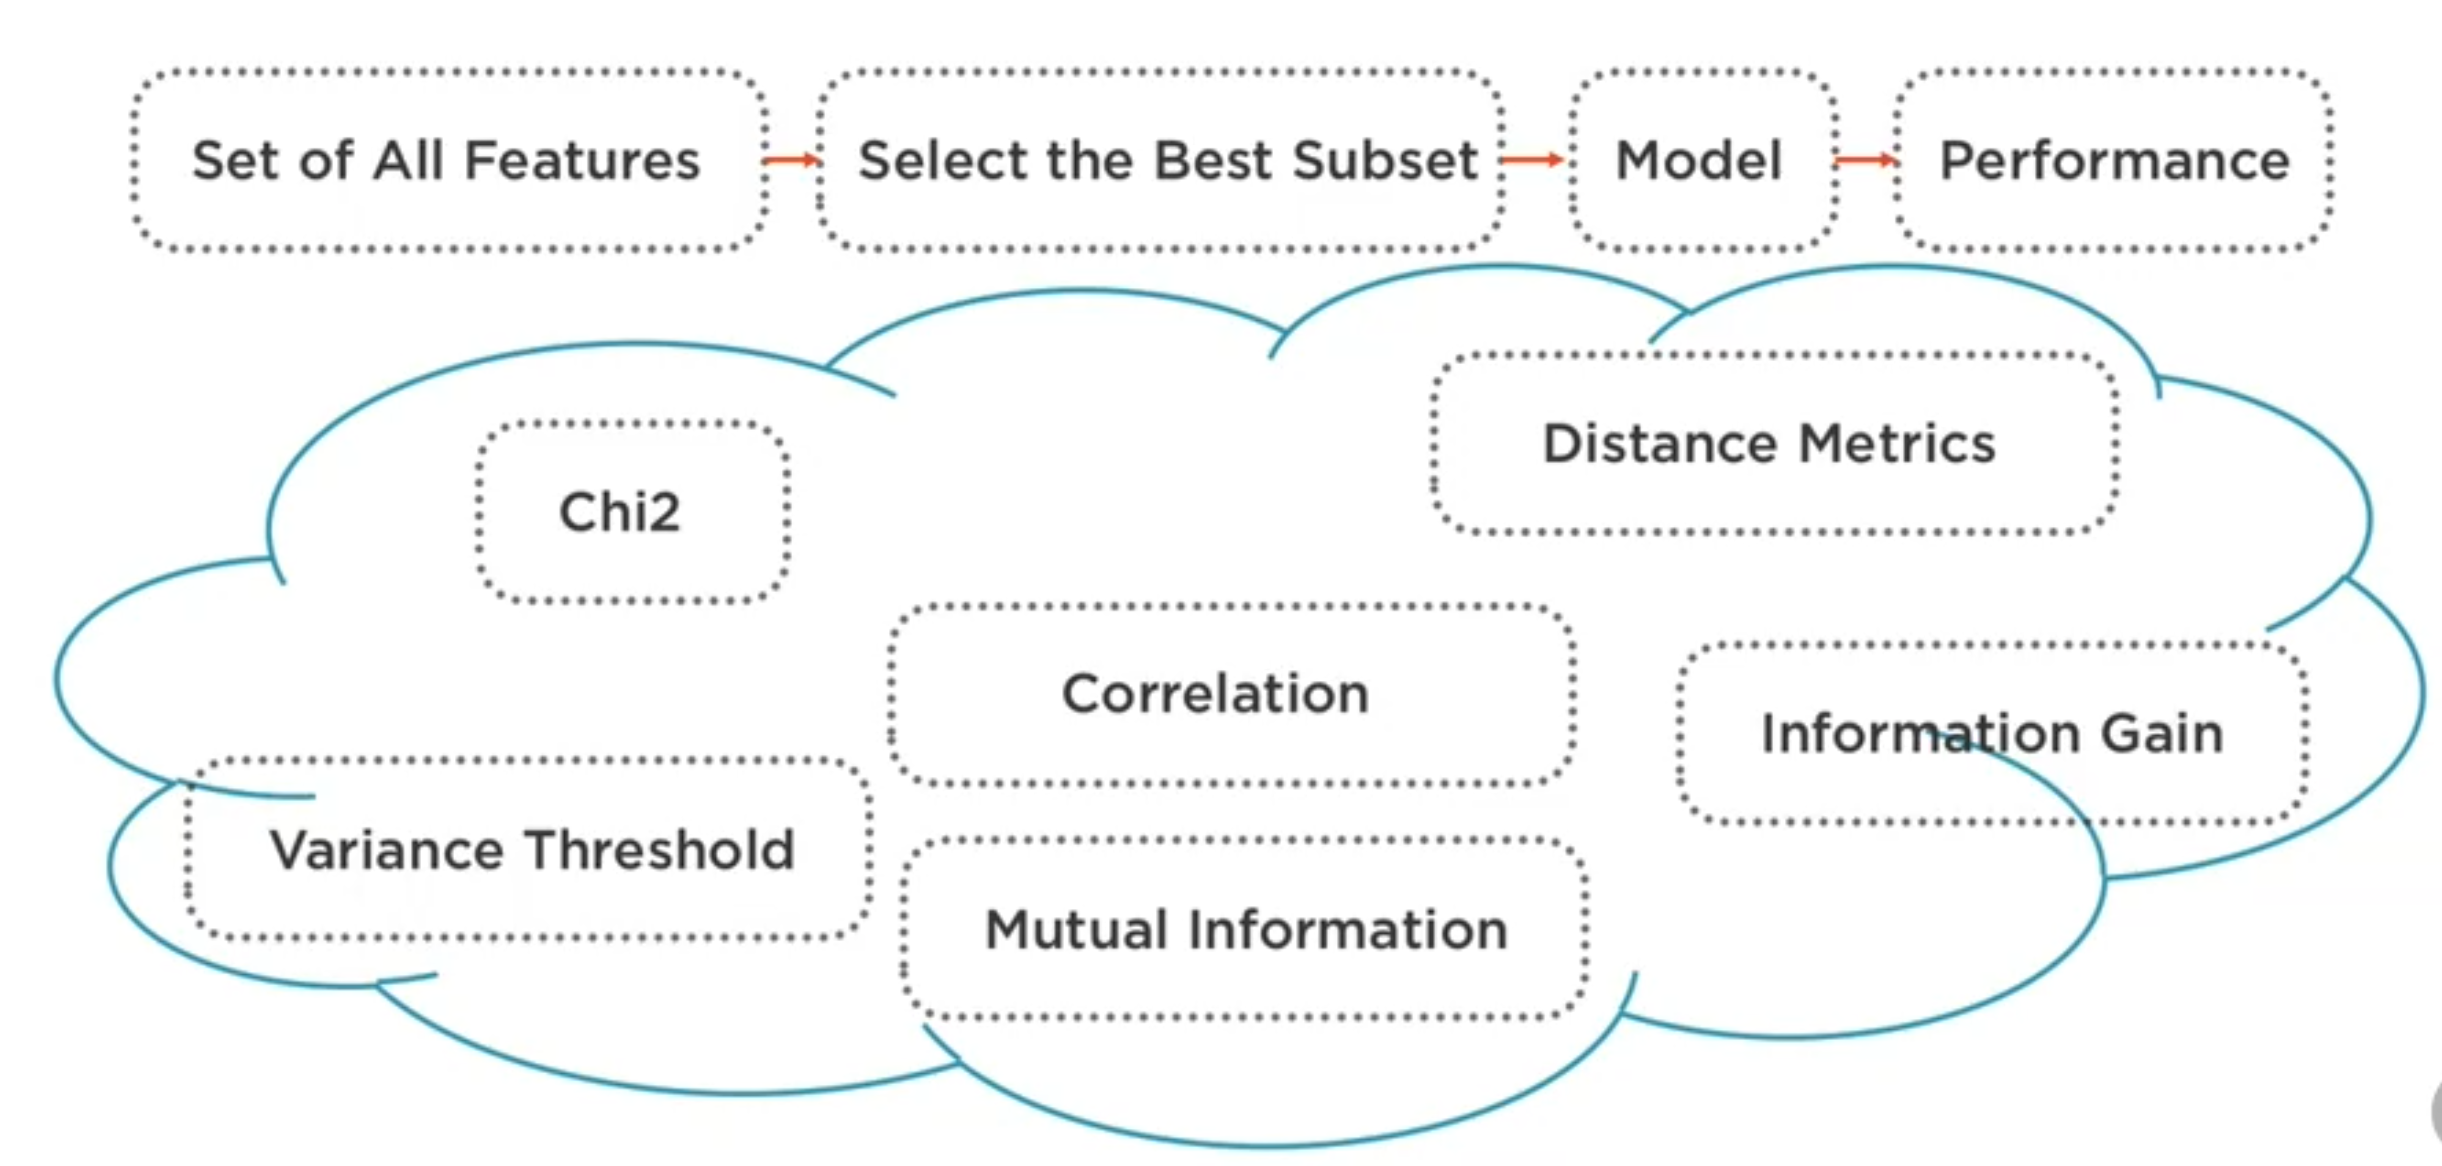 Set of All Features
Select the Best Subset
Model
Performance
Distance Metrics
Chi2
Correlation
Information Gain
Variance Threshold
Mutual Information